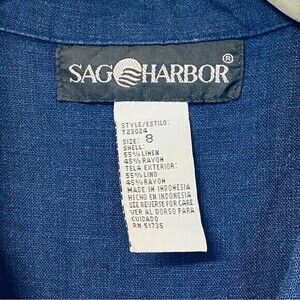 SAG HARBOR®
STYLE/ESTILO:
T23024
SIZE: 8
SHELL:
55% LINEN
45% RAYON
TELA EXTERIOR:
55% LINO
45% RAYON
MADE IN INDONESIA
HECHO EN INDONESIA
SEE REVERSE FOR CARE
VER AL DORSO PARA
CUIDADO
RN 51735